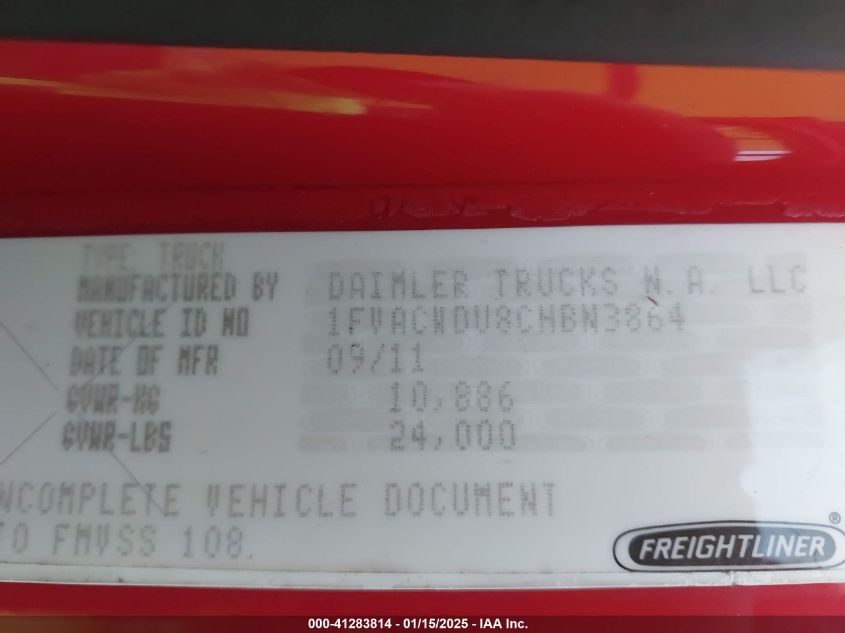 TYPE TRUCK
MANUFACTURED BY DAIMLER TRUCKS N.A. LLC
VEHICLE ID NO 1FVACWDU8CHBN3864
DATE OF MFR 09/11
GVWR-KG 10,886
GVWR-LBS 24,000
NCOMPLETE VEHICLE DOCUMENT
TO FMVSS 108.
FREIGHTLINER®
000-41283814 - 01/15/2025 - IAA Inc.